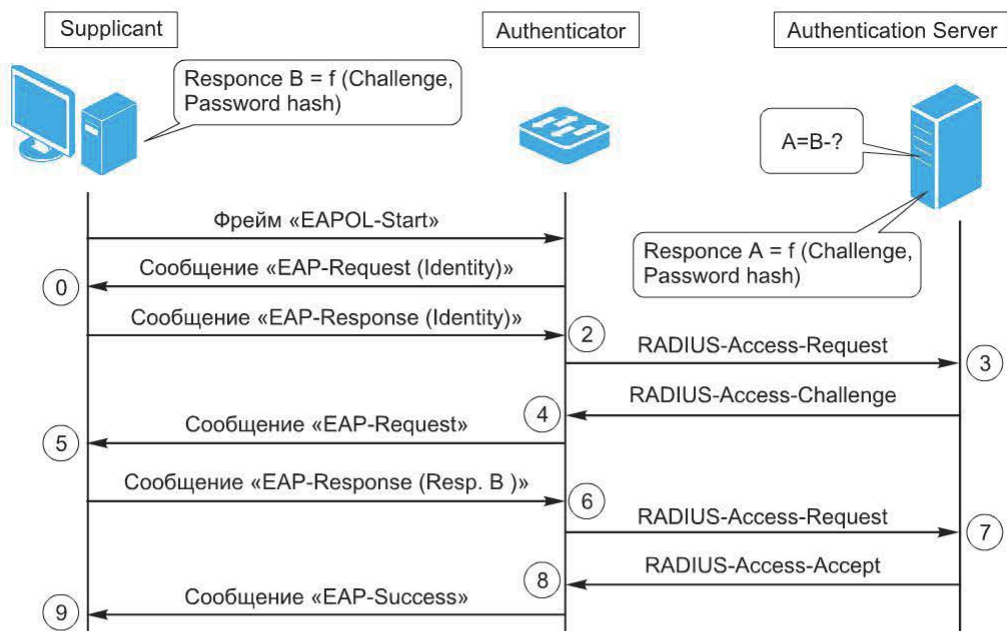 Supplicant
Authenticator
Authentication Server
Responce B = f (Challenge,
Password hash)
A=B-?
Responce A = f (Challenge,
Password hash)
Фрейм «EAPOL-Start»
Сообщение «EAP-Request (Identity)»
0
Сообщение «EAP-Response (Identity)»
2
RADIUS-Access-Request
3
RADIUS-Access-Challenge
4
Сообщение «EAP-Request»
5
Сообщение «EAP-Response (Resp. B )»
6
RADIUS-Access-Request
7
RADIUS-Access-Accept
8
Сообщение «EAP-Success»
9